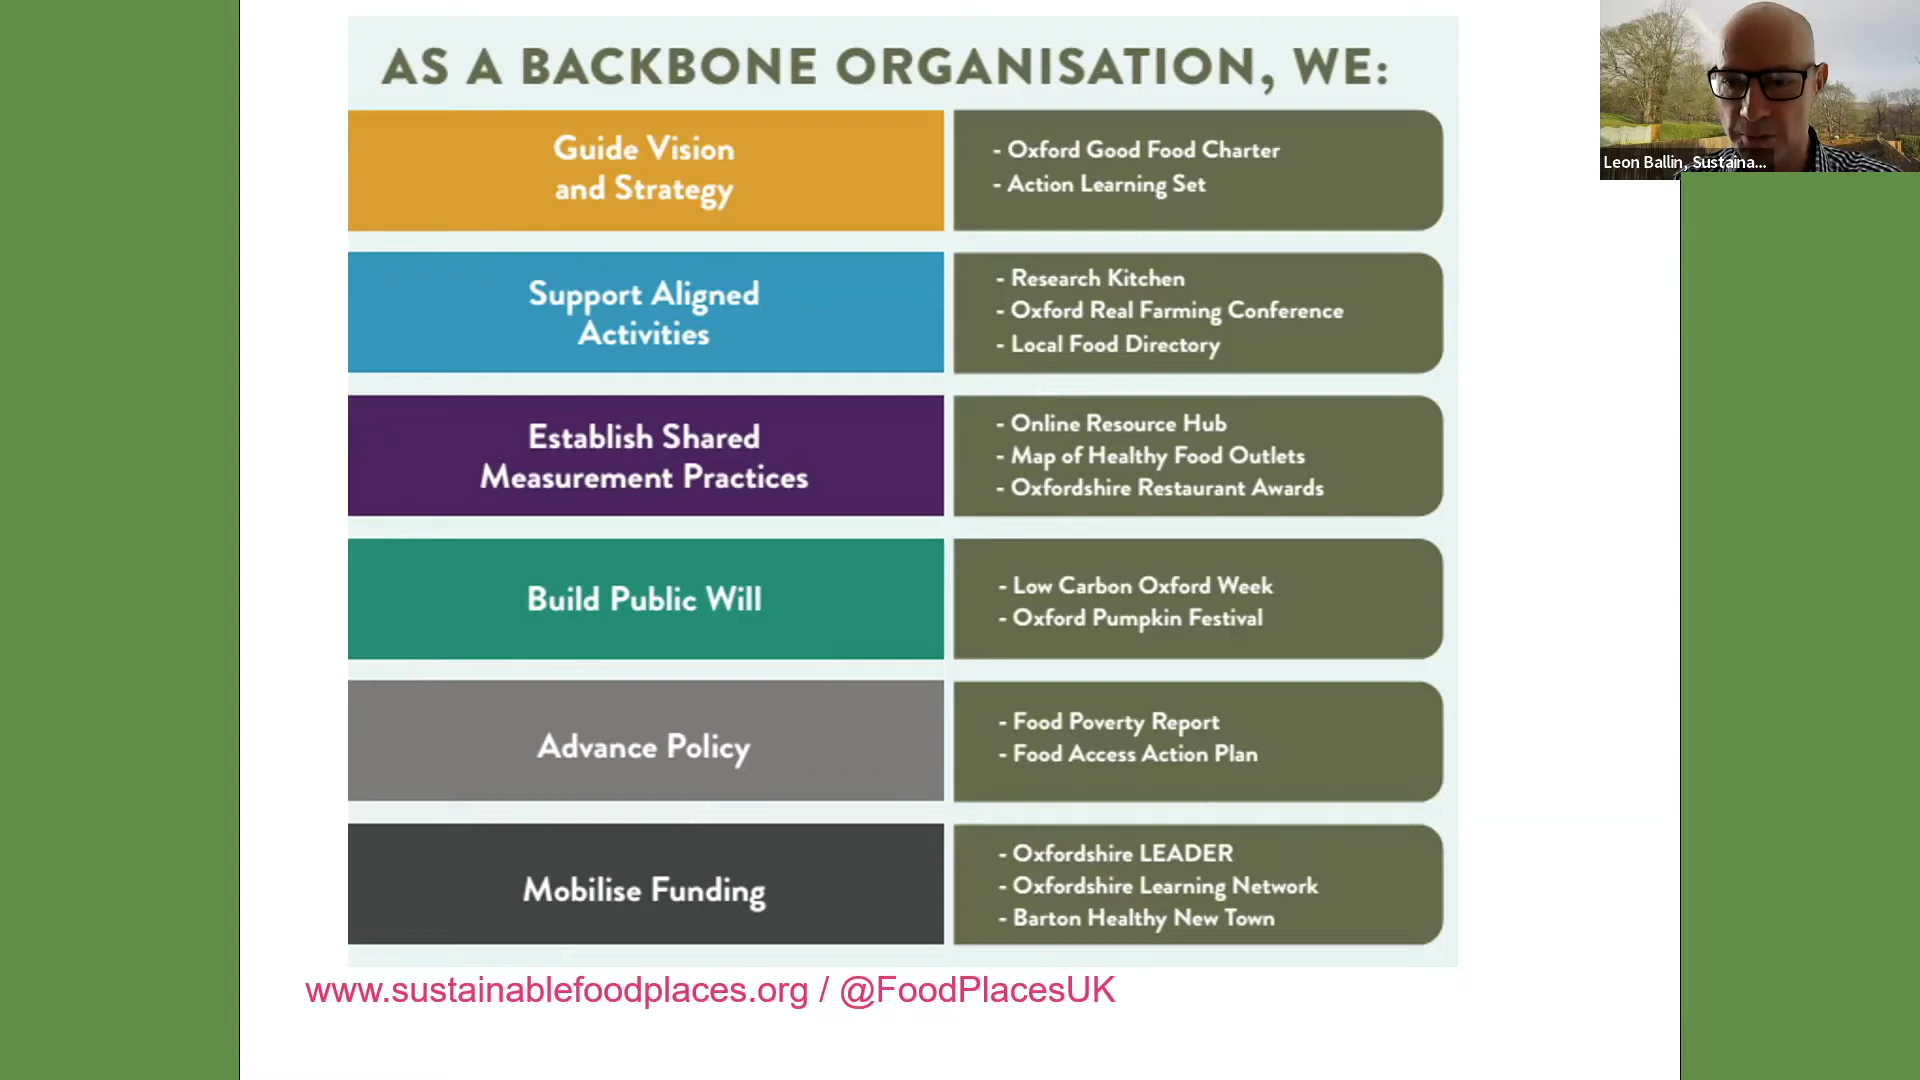 AS A BACKBONE ORGANISATION, WE:
Guide Vision
and Strategy
- Oxford Good Food Charter
- Action Learning Set
Support Aligned
Activities
- Research Kitchen
- Oxford Real Farming Conference
- Local Food Directory
Establish Shared
Measurement Practices
- Online Resource Hub
- Map of Healthy Food Outlets
- Oxfordshire Restaurant Awards
Build Public Will
- Low Carbon Oxford Week
- Oxford Pumpkin Festival
Advance Policy
- Food Poverty Report
- Food Access Action Plan
Mobilise Funding
- Oxfordshire LEADER
- Oxfordshire Learning Network
- Barton Healthy New Town
www.sustainablefoodplaces.org / @FoodPlacesUK
Leon Ballin, Sustaina...